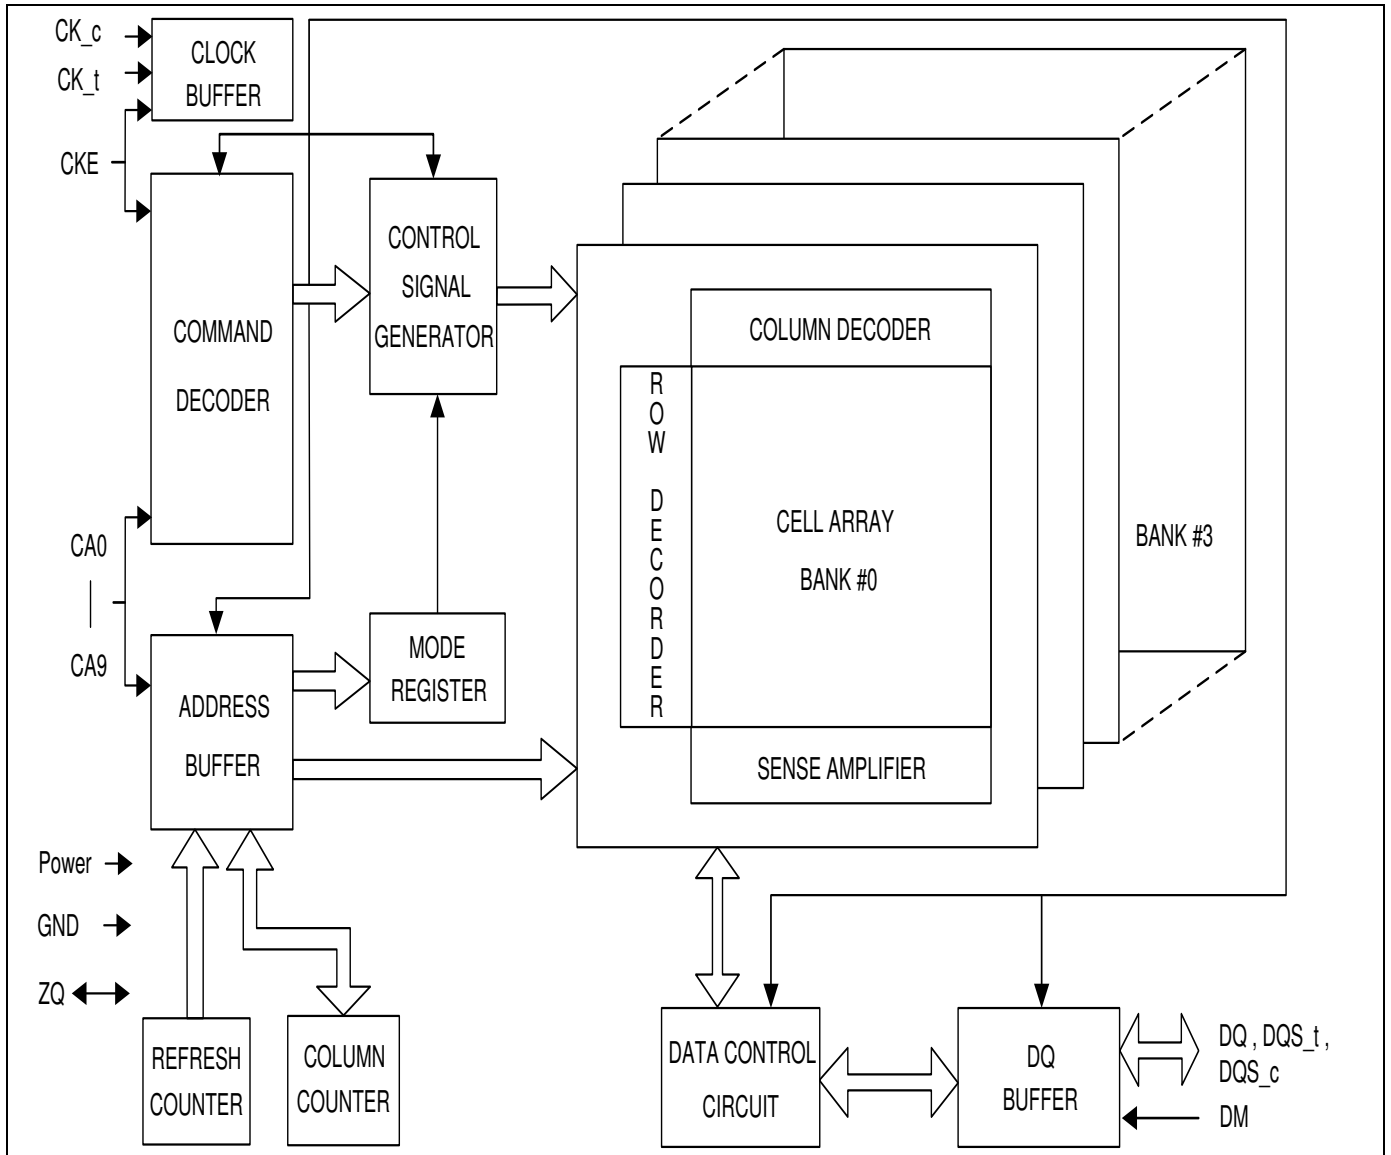 CK_c
CK_t
CLOCK
BUFFER
CKE
COMMAND
DECODER
CONTROL
SIGNAL
GENERATOR
COLUMN DECODER
ROW DECORDER
CELL ARRAY
BANK #0
BANK #3
SENSE AMPLIFIER
CA0
CA9
ADDRESS
BUFFER
MODE
REGISTER
Power
GND
ZQ
REFRESH
COUNTER
COLUMN
COUNTER
DATA CONTROL
CIRCUIT
DQ
BUFFER
DQ , DQS_t ,
DQS_c
DM